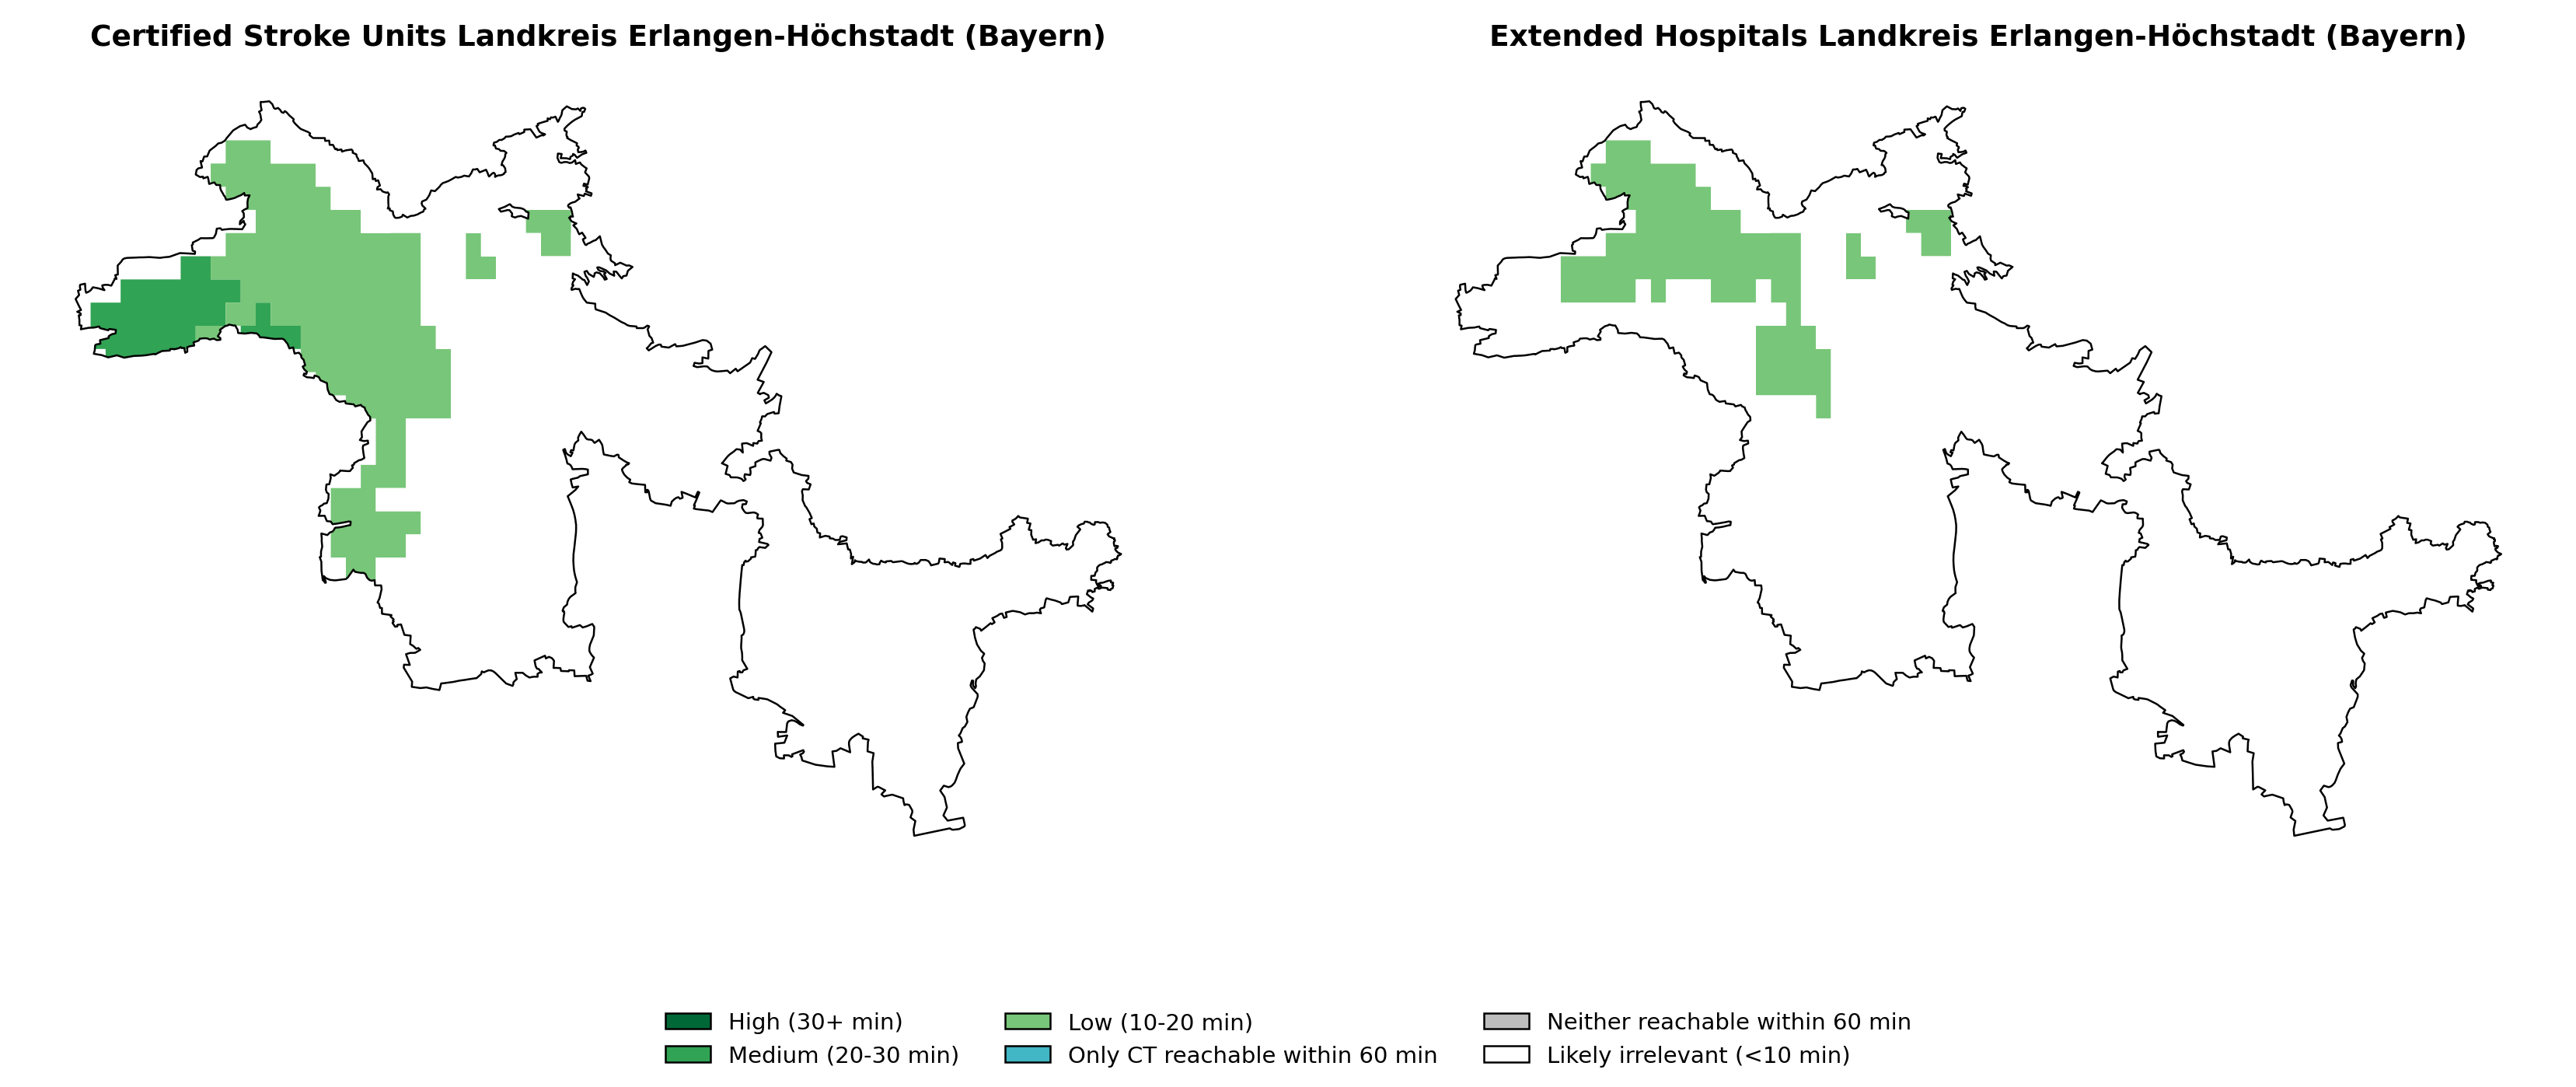 Certified Stroke Units Landkreis Erlangen-Höchstadt (Bayern)
Extended Hospitals Landkreis Erlangen-Höchstadt (Bayern)
High (30+ min)
Medium (20-30 min)
Low (10-20 min)
Only CT reachable within 60 min
Neither reachable within 60 min
Likely irrelevant (<10 min)